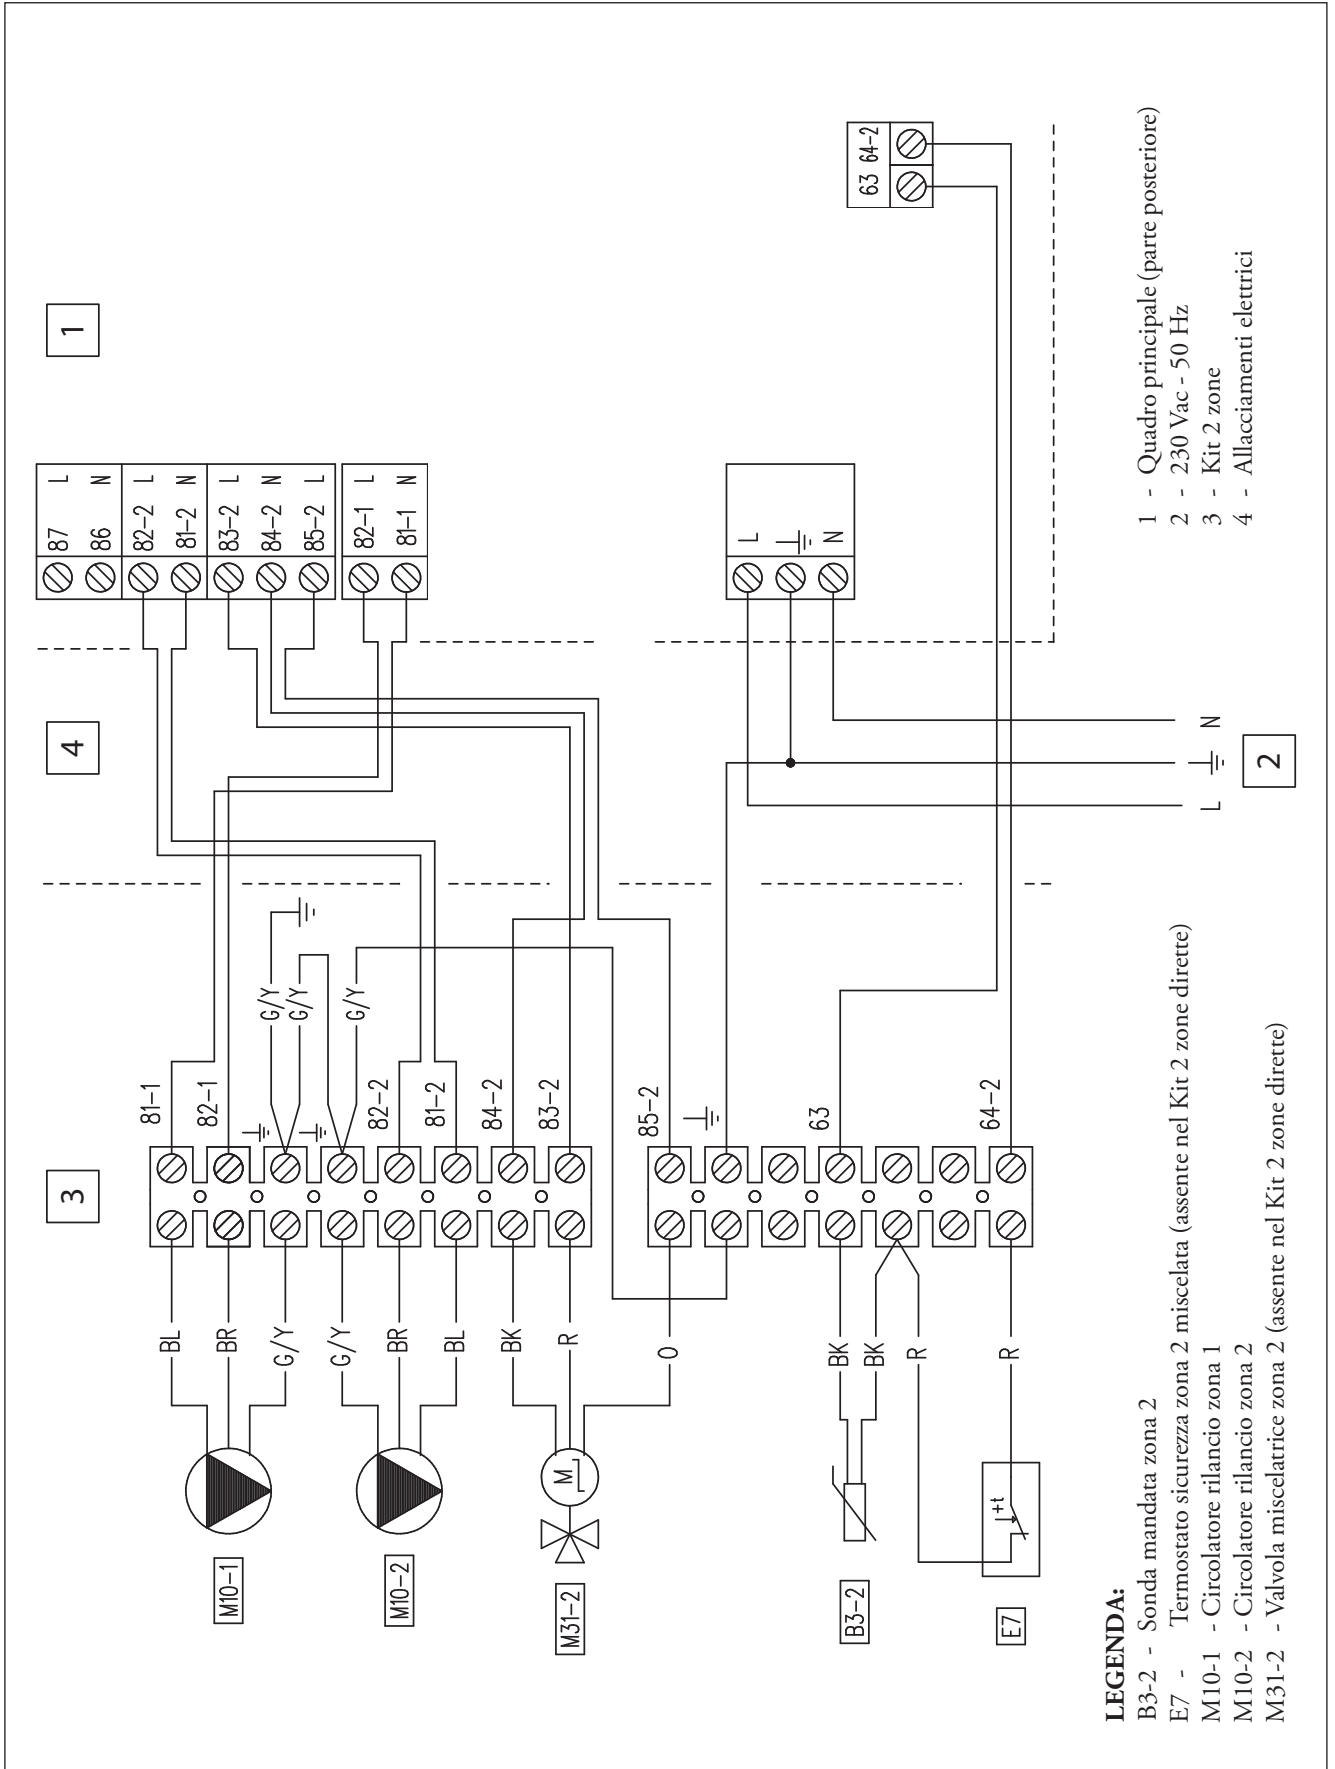 1
87 L
86 N
82-2 L
81-2 N
83-2 L
84-2 N
85-2 L
82-1 L
81-1 N
L
N
63 64-2
4
L
N
2
3
81-1
82-1
G/Y
G/Y
G/Y
82-2
81-2
84-2
83-2
85-2
63
64-2
BL
BR
G/Y
G/Y
BR
BL
BK
R
O
BK
BK
R
R
M
+t
M10-1
M10-2
M31-2
B3-2
E7
LEGENDA:
B3-2 - Sonda mandata zona 2
E7 - Termostato sicurezza zona 2 miscelata (assente nel Kit 2 zone dirette)
M10-1 - Circolatore rilancio zona 1
M10-2 - Circolatore rilancio zona 2
M31-2 - Valvola miscelatrice zona 2 (assente nel Kit 2 zone dirette)
1 - Quadro principale (parte posteriore)
2 - 230 Vac - 50 Hz
3 - Kit 2 zone
4 - Allacciamenti elettrici